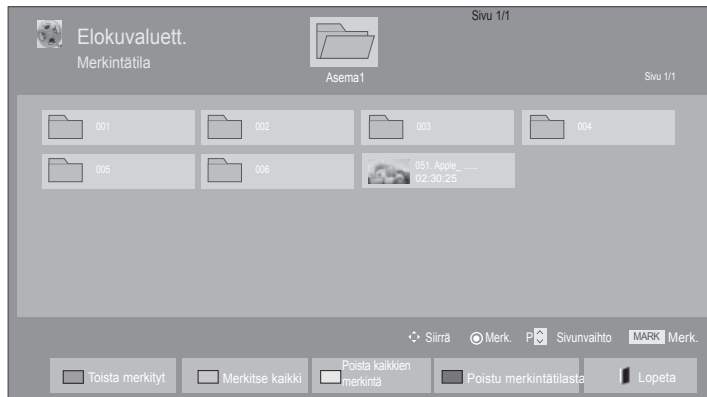 Sivu 1/1
Elokuvaluett.
Merkintätila
Asema1
Sivu 1/1
001
002
003
004
005
006
051. Apple_ ......
02:30:25
Siirrä
Merk.
P
Sivunvaihto
MARK Merk.
Toista merkityt
Merkitse kaikki
Poista kaikkien
merkintä
Poistu merkintätilasta
Lopeta